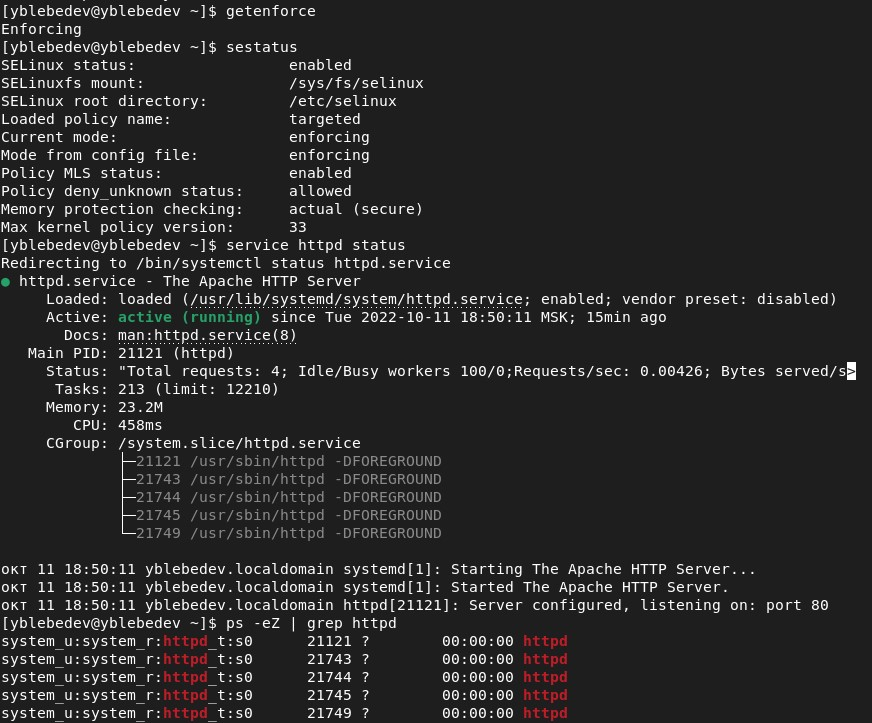 [yblebedev@yblebedev ~]$ getenforce
Enforcing
[yblebedev@yblebedev ~]$ sestatus
SELinux status:                 enabled
SELinuxfs mount:                /sys/fs/selinux
SELinux root directory:         /etc/selinux
Loaded policy name:             targeted
Current mode:                   enforcing
Mode from config file:          enforcing
Policy MLS status:              enabled
Policy deny_unknown status:     allowed
Memory protection checking:     actual (secure)
Max kernel policy version:      33
[yblebedev@yblebedev ~]$ service httpd status
Redirecting to /bin/systemctl status httpd.service
● httpd.service - The Apache HTTP Server
     Loaded: loaded (/usr/lib/systemd/system/httpd.service; enabled; vendor preset: disabled)
     Active: active (running) since Tue 2022-10-11 18:50:11 MSK; 15min ago
       Docs: man:httpd.service(8)
   Main PID: 21121 (httpd)
     Status: "Total requests: 4; Idle/Busy workers 100/0;Requests/sec: 0.00426; Bytes served/s>
      Tasks: 213 (limit: 12210)
     Memory: 23.2M
        CPU: 458ms
     CGroup: /system.slice/httpd.service
             ├─21121 /usr/sbin/httpd -DFOREGROUND
             ├─21743 /usr/sbin/httpd -DFOREGROUND
             ├─21744 /usr/sbin/httpd -DFOREGROUND
             ├─21745 /usr/sbin/httpd -DFOREGROUND
             └─21749 /usr/sbin/httpd -DFOREGROUND
окт 11 18:50:11 yblebedev.localdomain systemd[1]: Starting The Apache HTTP Server...
окт 11 18:50:11 yblebedev.localdomain systemd[1]: Started The Apache HTTP Server.
окт 11 18:50:11 yblebedev.localdomain httpd[21121]: Server configured, listening on: port 80
[yblebedev@yblebedev ~]$ ps -eZ | grep httpd
system_u:system_r:httpd_t:s0      21121 ?        00:00:00 httpd
system_u:system_r:httpd_t:s0      21743 ?        00:00:00 httpd
system_u:system_r:httpd_t:s0      21744 ?        00:00:00 httpd
system_u:system_r:httpd_t:s0      21745 ?        00:00:00 httpd
system_u:system_r:httpd_t:s0      21749 ?        00:00:00 httpd